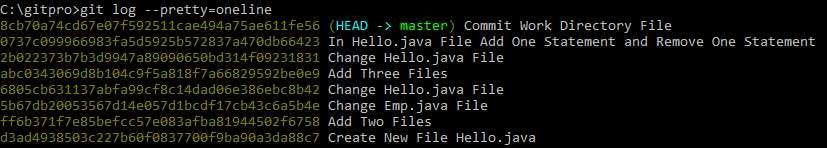 C:\gitpro>git log --pretty=oneline
8cb70a74cd67e07f592511cae494a75ae611fe56 (HEAD -> master) Commit Work Directory File
0737c099966983fa5d5925b572837a470db66423 In Hello.java File Add One Statement and Remove One Statement
2b022373b7b3d9947a89090650bd314f09231831 Change Hello.java File
abc0343069d8b104c9f5a818f7a66829592be0e9 Add Three Files
6805cb631137abfa99cf8c14dad06e386ebc8b42 Change Hello.java File
5b67db20053567d14e057d1bcdf17cb43c6a5b4e Change Emp.java File
ff6b371f7e85befcc57e083afba81944502f6758 Add Two Files
d3ad4938503c227b60f0837700f9ba90a3da88c7 Create New File Hello.java